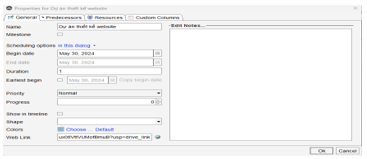 Properties for Dự án thiết kế website
General Predecessors Resources Custom Columns
Name Dự án thiết kế website
Edit Notes...
Milestone
Scheduling options in this dialog
Begin date May 30, 2024
End date May 30, 2024
Duration 1
Earliest begin May 30, 2024 Copy begin date
Priority Normal
Progress 0
Show in timeline
Shape
Colors Choose Default
Web Link usp=drive_link
Ok Cancel